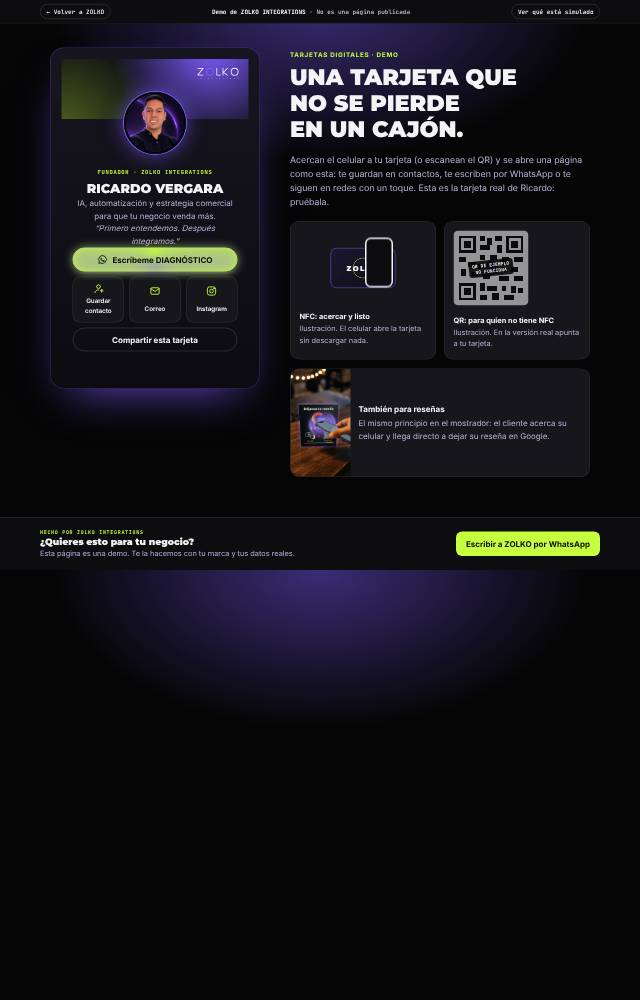 ← Volver a ZOLKO
Demo de ZOLKO INTEGRATIONS · No es una página publicada
Ver qué está simulado
ZOLKO
FUNDADOR · ZOLKO INTEGRATIONS
RICARDO VERGARA
IA, automatización y estrategia comercial
para que tu negocio venda más.
"Primero entendemos. Después
integramos."
Escríbeme DIAGNÓSTICO
Guardar
contacto
Correo
Instagram
Compartir esta tarjeta
TARJETAS DIGITALES · DEMO
UNA TARJETA QUE
NO SE PIERDE
EN UN CAJÓN.
Acercan el celular a tu tarjeta (o escanean el QR) y se abre una página
como esta: te guardan en contactos, te escriben por WhatsApp o te
siguen en redes con un toque. Esta es la tarjeta real de Ricardo:
pruébala.
ZOL
NFC: acercar y listo
Ilustración. El celular abre la tarjeta
sin descargar nada.
QR DE EJEMPLO
NO FUNCIONA
QR: para quien no tiene NFC
Ilustración. En la versión real apunta
a tu tarjeta.
También para reseñas
El mismo principio en el mostrador: el cliente acerca su
celular y llega directo a dejar su reseña en Google.
HECHO POR ZOLKO INTEGRATIONS
¿Quieres esto para tu negocio?
Esta página es una demo. Te la hacemos con tu marca y tus datos reales.
Escribir a ZOLKO por WhatsApp